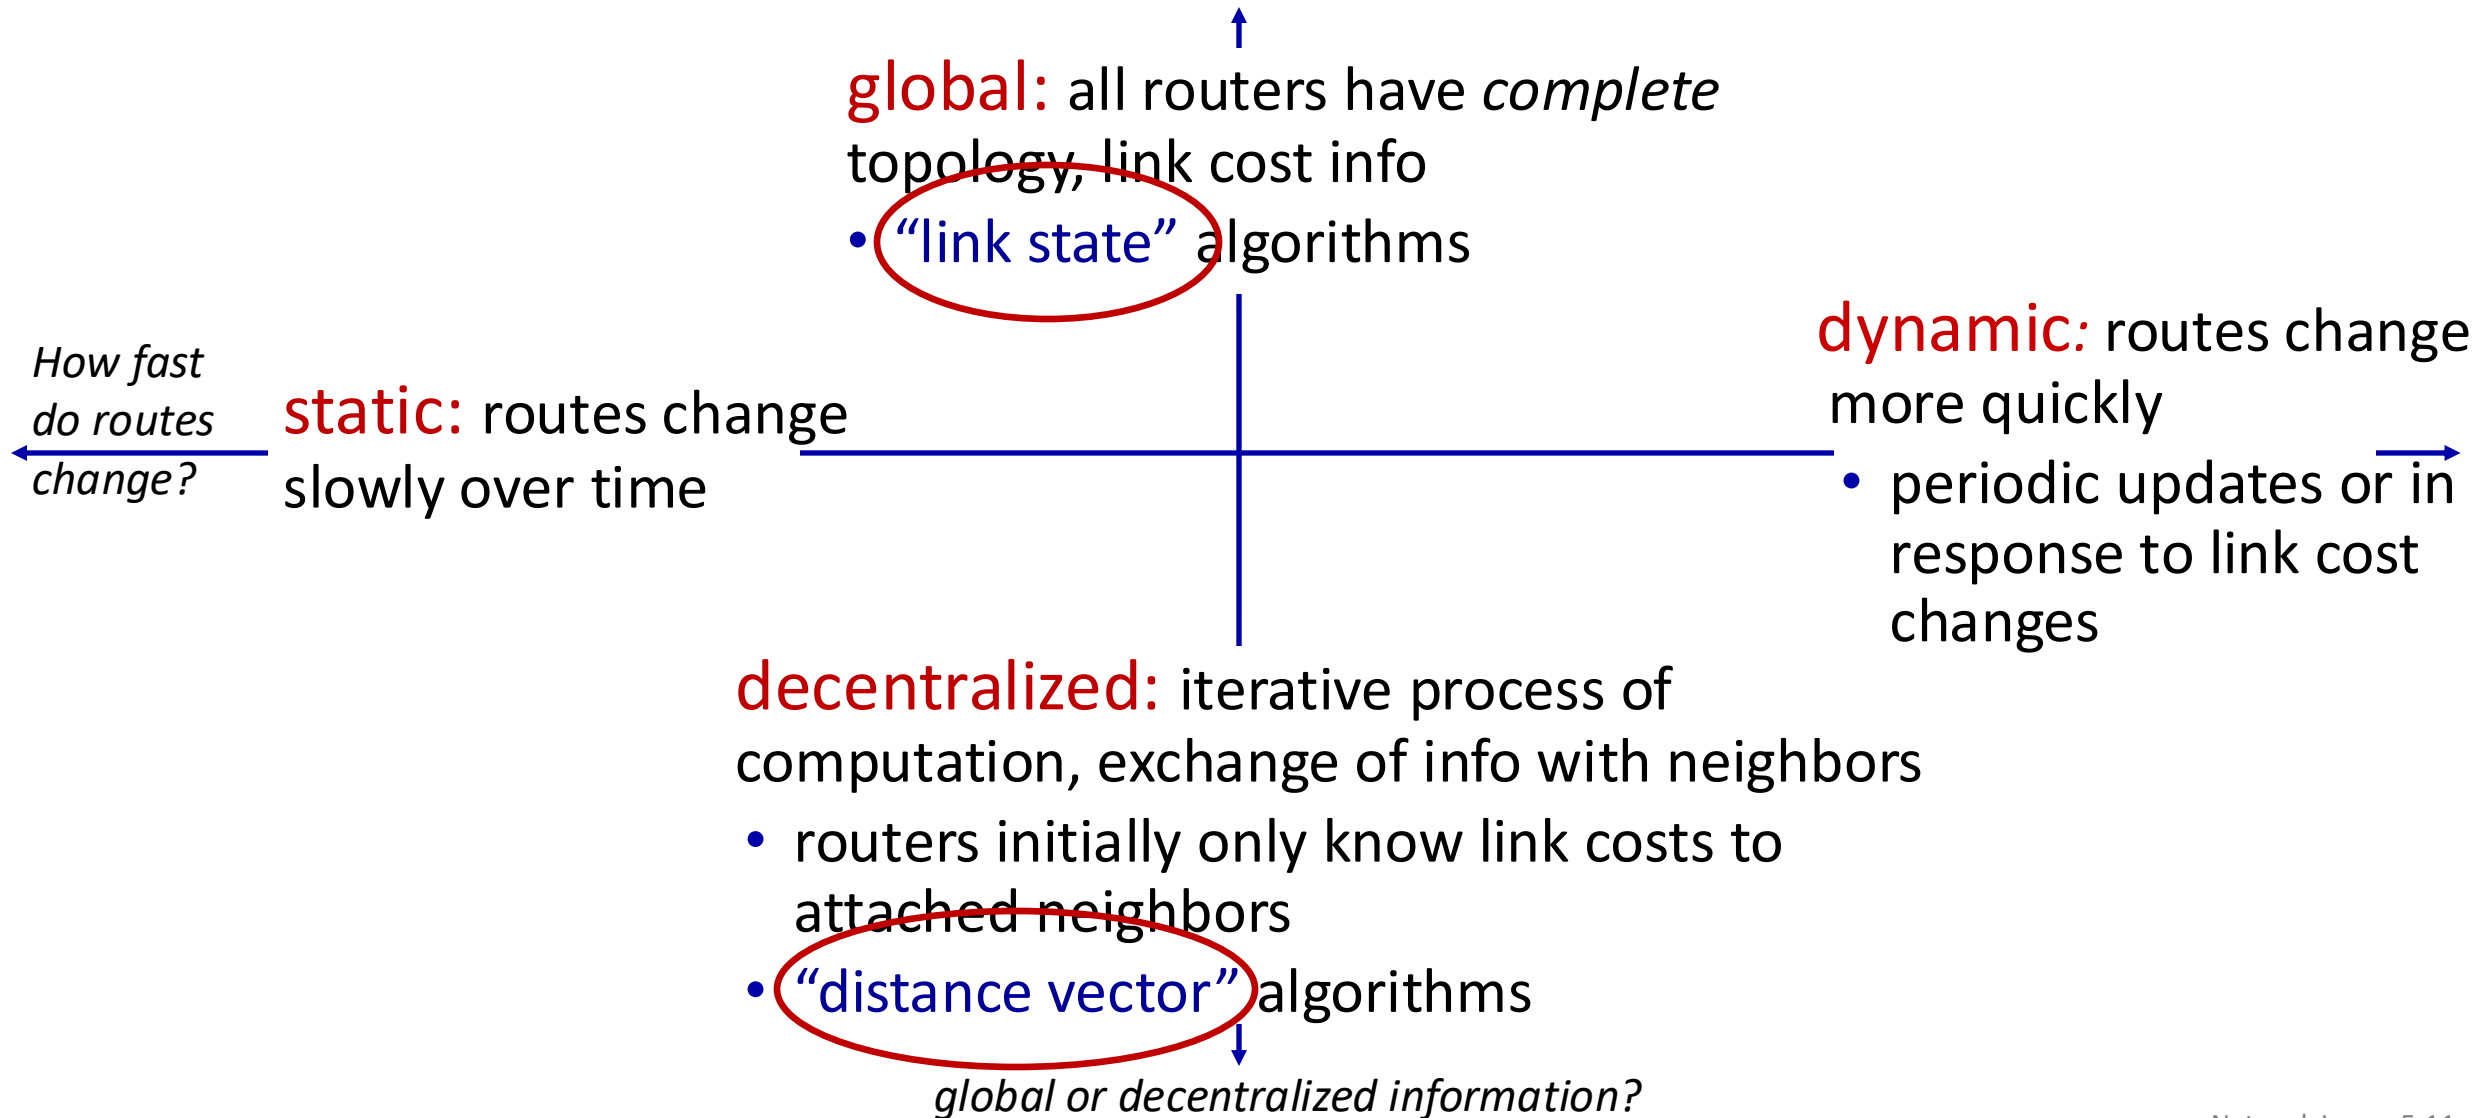 global: all routers have complete
topology, link cost info
• “link state” algorithms
How fast
do routes
change?
static: routes change
slowly over time
dynamic: routes change
more quickly
• periodic updates or in
response to link cost
changes
decentralized: iterative process of
computation, exchange of info with neighbors
• routers initially only know link costs to
attached neighbors
• “distance vector” algorithms
global or decentralized information?